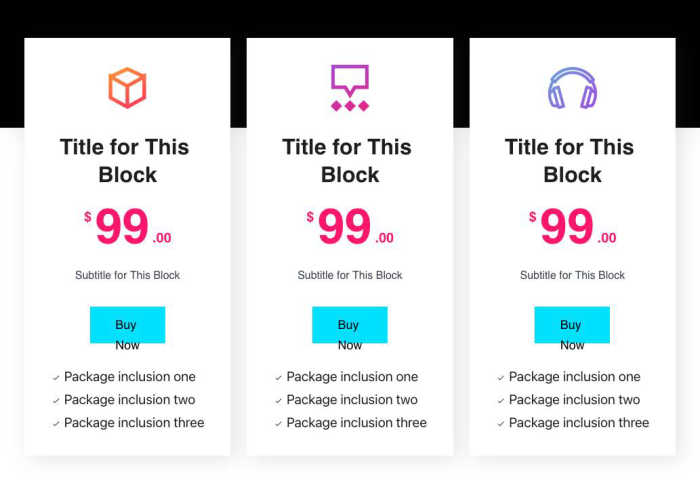 Title for This
Block
$99.00
Subtitle for This Block
Buy
Now
✓ Package inclusion one
✓ Package inclusion two
✓ Package inclusion three
Title for This
Block
$99.00
Subtitle for This Block
Buy
Now
✓ Package inclusion one
✓ Package inclusion two
✓ Package inclusion three
Title for This
Block
$99.00
Subtitle for This Block
Buy
Now
✓ Package inclusion one
✓ Package inclusion two
✓ Package inclusion three